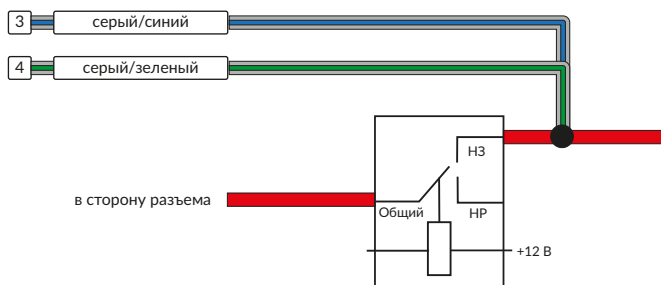 3 серый/синий
4 серый/зеленый
НЗ
в сторону разъема
Общий
НР
+12 В